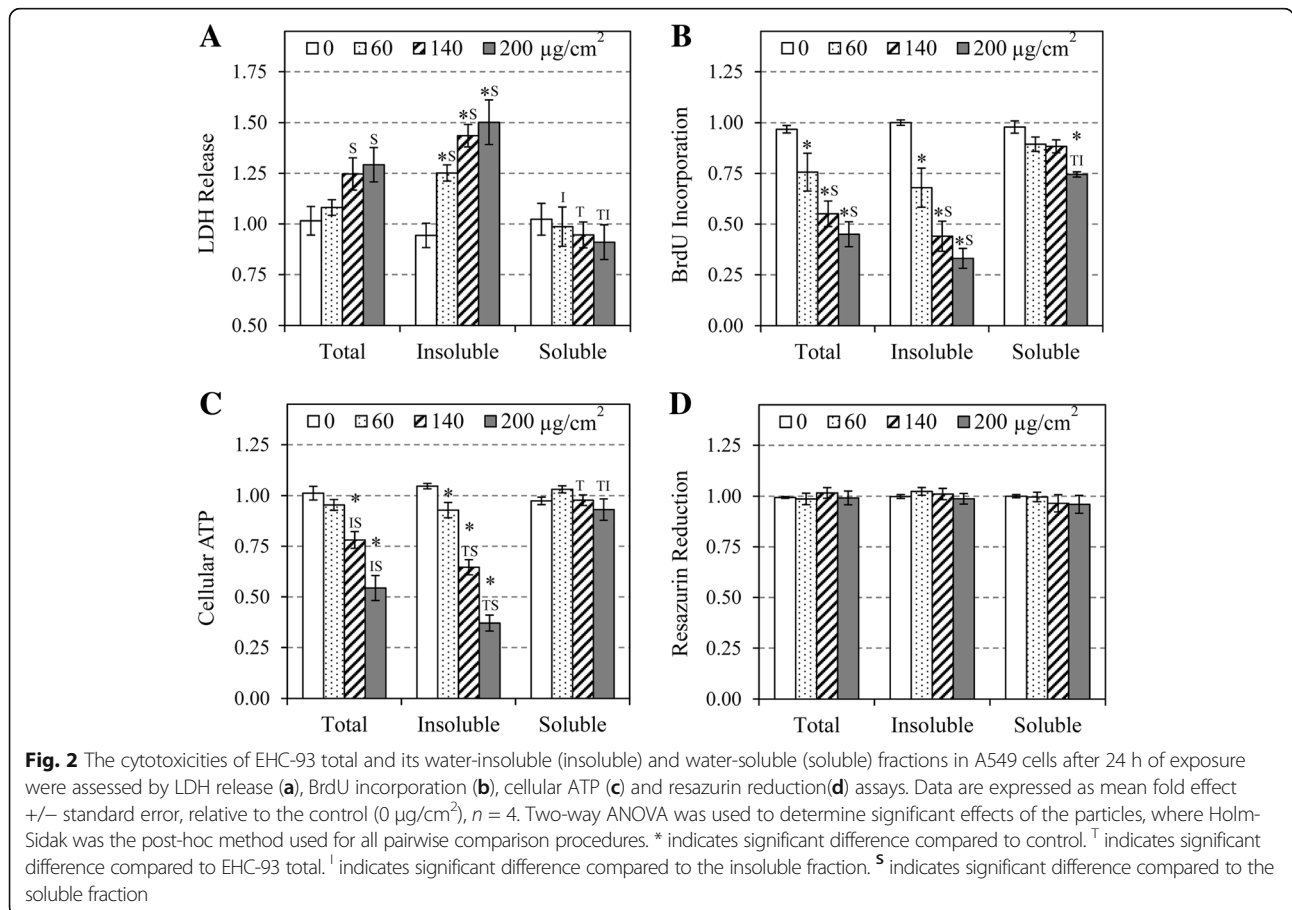 A
0 60 140 200 µg/cm²
1.75
1.50
1.25
1.00
0.75
0.50
LDH Release
S S
*S *S *S
I T TI
Total Insoluble Soluble
B
0 60 140 200 µg/cm²
1.25
1.00
0.75
0.50
0.25
0.00
BrdU Incorporation
* *S *S
* *S *S
*
TI
Total Insoluble Soluble
C
0 60 140 200 µg/cm²
1.25
1.00
0.75
0.50
0.25
0.00
Cellular ATP
* *
IS IS
* * *
TS TS
T TI
Total Insoluble Soluble
D
0 60 140 200 µg/cm²
1.25
1.00
0.75
0.50
0.25
0.00
Resazurin Reduction
Total Insoluble Soluble
Fig. 2 The cytotoxicities of EHC-93 total and its water-insoluble (insoluble) and water-soluble (soluble) fractions in A549 cells after 24 h of exposure
were assessed by LDH release (a), BrdU incorporation (b), cellular ATP (c) and resazurin reduction(d) assays. Data are expressed as mean fold effect
+/− standard error, relative to the control (0 µg/cm²), n = 4. Two-way ANOVA was used to determine significant effects of the particles, where Holm-
Sidak was the post-hoc method used for all pairwise comparison procedures. * indicates significant difference compared to control. T indicates significant
difference compared to EHC-93 total. I indicates significant difference compared to the insoluble fraction. S indicates significant difference compared to the
soluble fraction